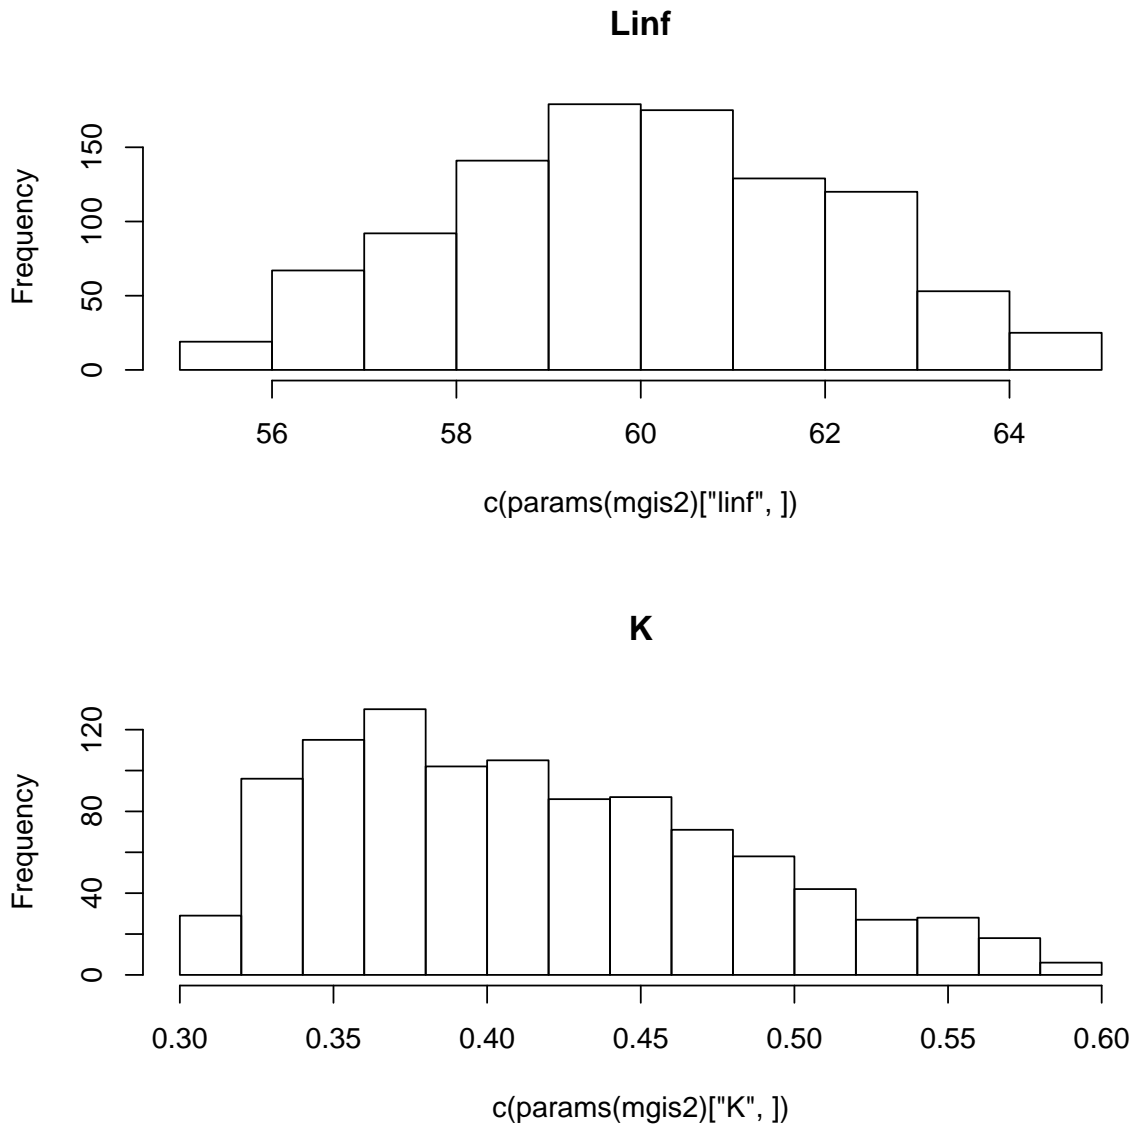 Linf
Frequency
0 50 100 150
56 58 60 62 64
c(params(mgis2)["linf", ])
K
Frequency
0 40 80 120
0.30 0.35 0.40 0.45 0.50 0.55 0.60
c(params(mgis2)["K", ])